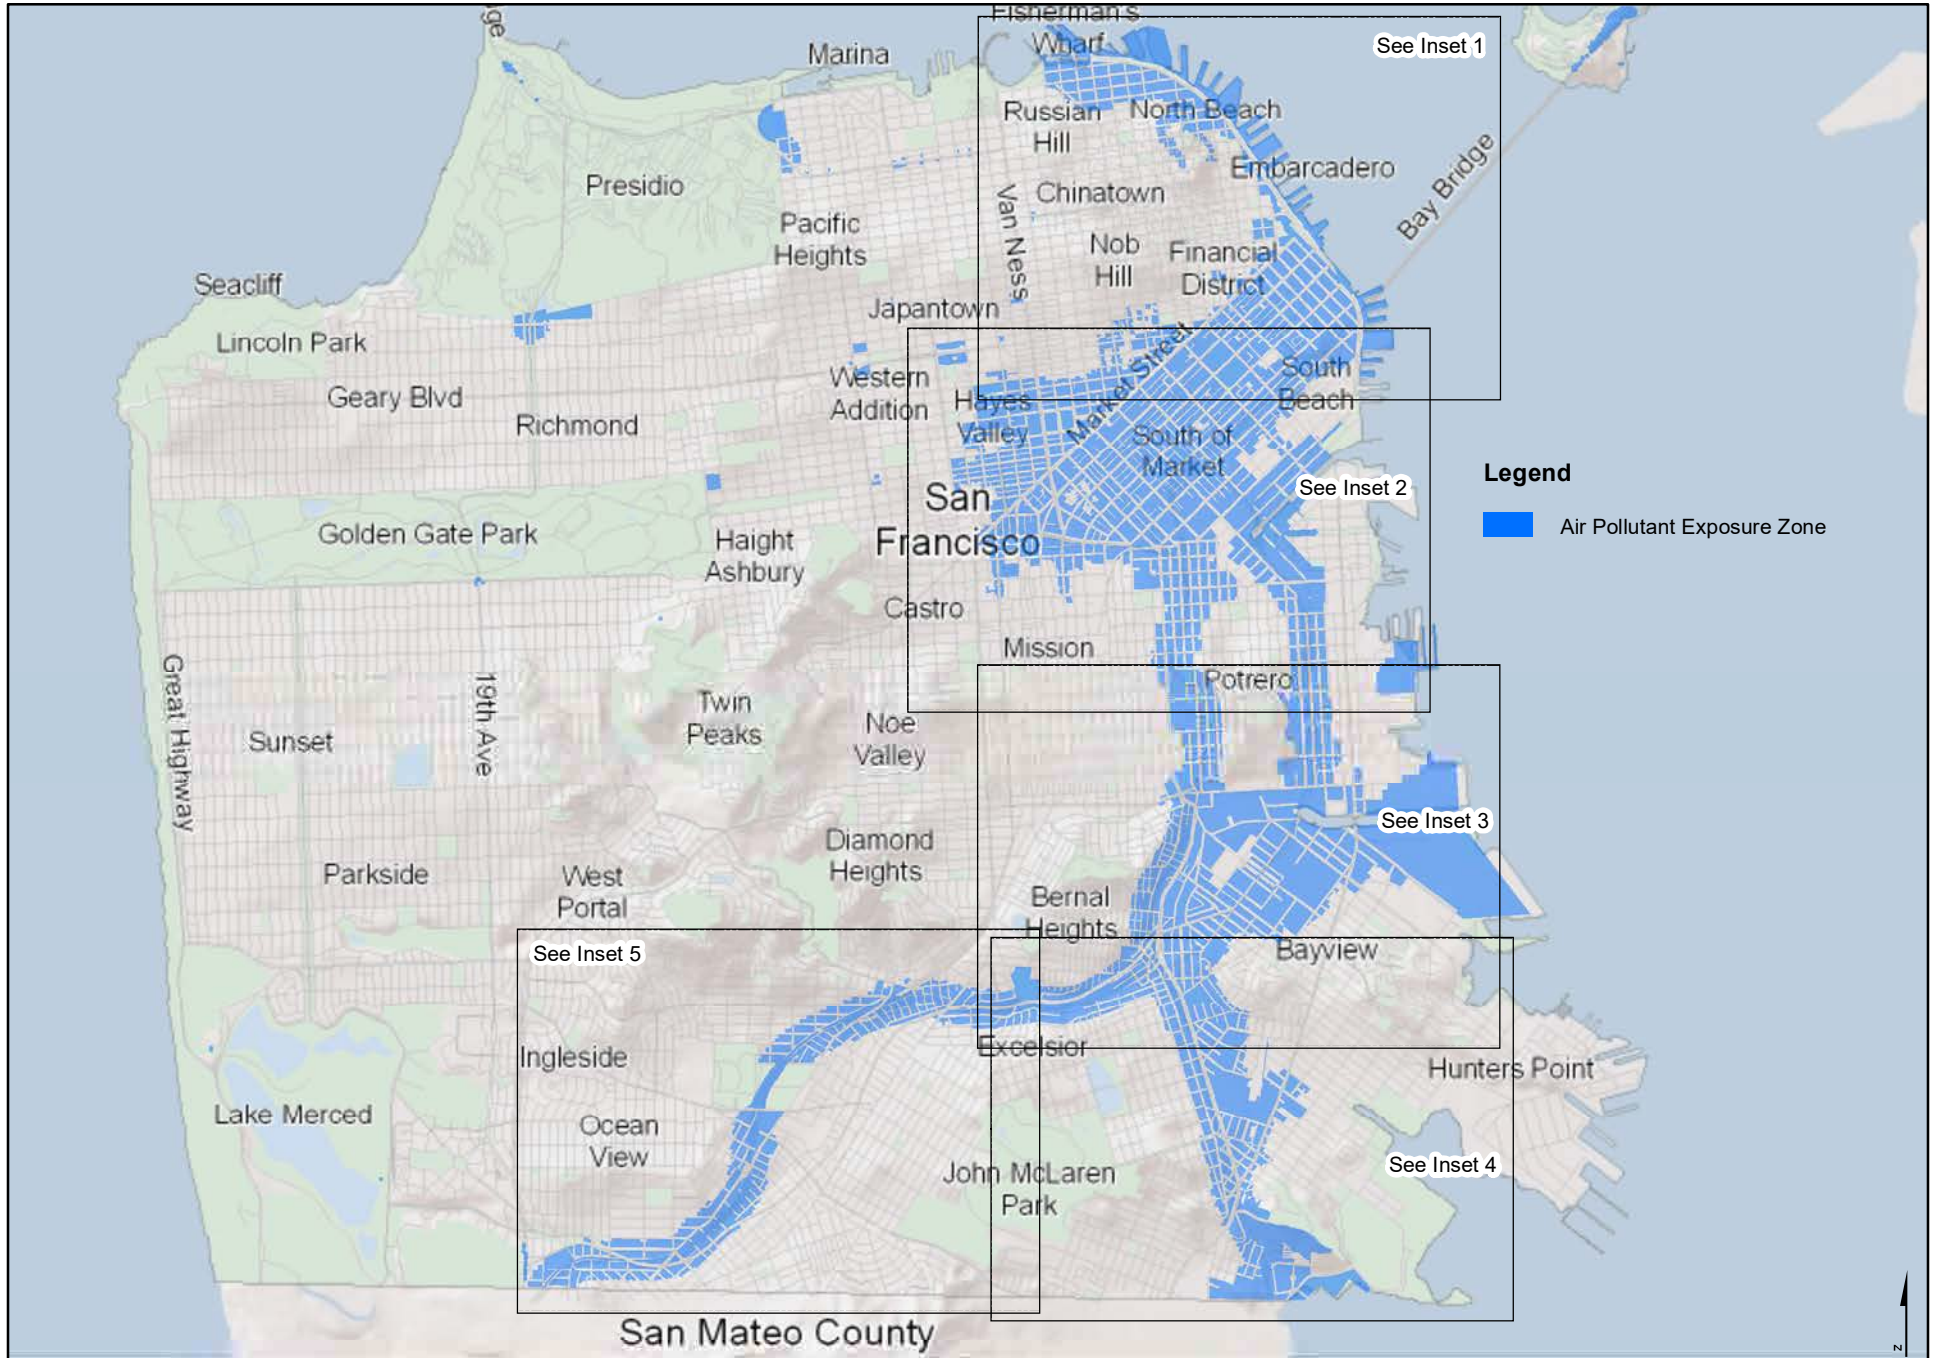 Fisherman's
Wharf
See Inset 1
Marina
Russian
Hill
North Beach
Embarcadero
Bay Bridge
Presidio
Chinatown
Van Ness
Pacific
Heights
Nob
Hill
Financial
District
Seacliff
Japantown
Lincoln Park
Market Street
South
Beach
Geary Blvd
Western
Addition
Hayes
Valley
Richmond
South of
Market
San
Francisco
See Inset 2
Legend
Air Pollutant Exposure Zone
Golden Gate Park
Haight
Ashbury
Castro
Mission
Potrero
Great Highway
19th Ave
Twin
Peaks
Noe
Valley
Sunset
See Inset 3
Diamond
Heights
Parkside
West
Portal
Bernal
Heights
Bayview
See Inset 5
Ingleside
Excelsior
Hunters Point
Lake Merced
Ocean
View
John McLaren
Park
See Inset 4
San Mateo County
z